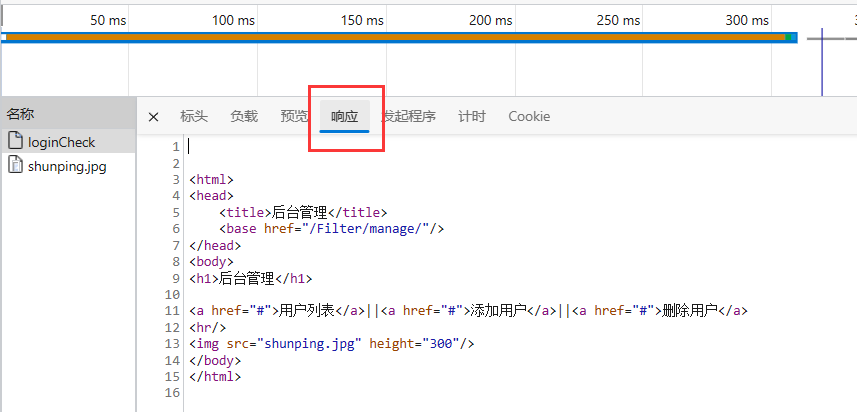 50 ms 100 ms 150 ms 200 ms 250 ms 300 ms
名称
loginCheck
shunping.jpg
× 标头 负载 预览 响应 发起程序 计时 Cookie
1
2
3 <html>
4 <head>
5     <title>后台管理</title>
6     <base href="/Filter/manage/"/>
7 </head>
8 <body>
9 <h1>后台管理</h1>
10
11 <a href="#">用户列表</a>||<a href="#">添加用户</a>||<a href="#">删除用户</a>
12 <hr/>
13 <img src="shunping.jpg" height="300"/>
14 </body>
15 </html>
16